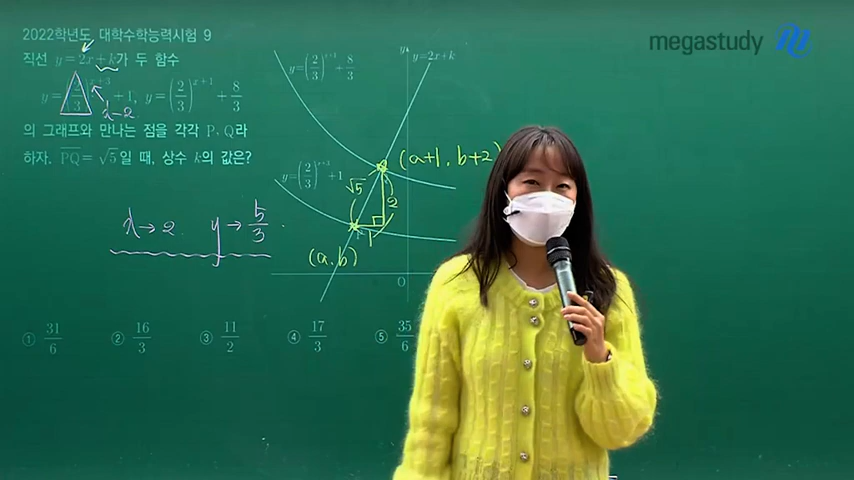 2022학년도 대학수학능력시험 9
megastudy
직선 y=2x+k가 두 함수
y=(2/3)^{x+3}+1, y=(2/3)^{x+1}+8/3
의 그래프와 만나는 점을 각각 P, Q라
하자. PQ=√5일 때, 상수 k의 값은?
x→2 y→5/3.
y
y=2x+k
y=(2/3)^{x+1}+8/3
(a+1, b+2)
y=(2/3)^{x+3}+1
√5
2
1
(a, b)
O
① 31/6 ② 16/3 ③ 11/2 ④ 17/3 ⑤ 35/6